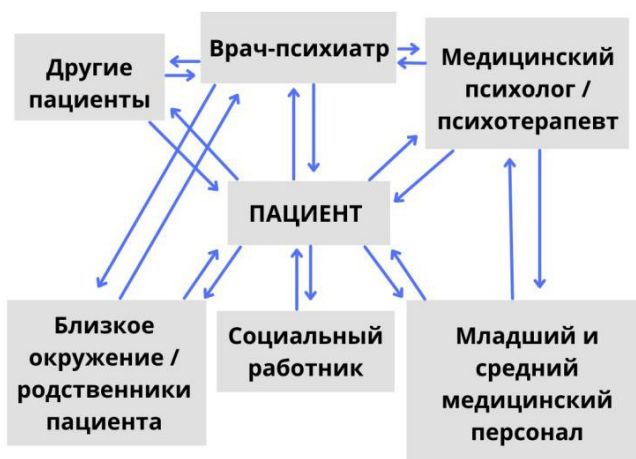 Врач-психиатр
Другие
пациенты
Медицинский
психолог /
психотерапевт
ПАЦИЕНТ
Близкое
окружение /
родственники
пациента
Социальный
работник
Младший и
средний
медицинский
персонал